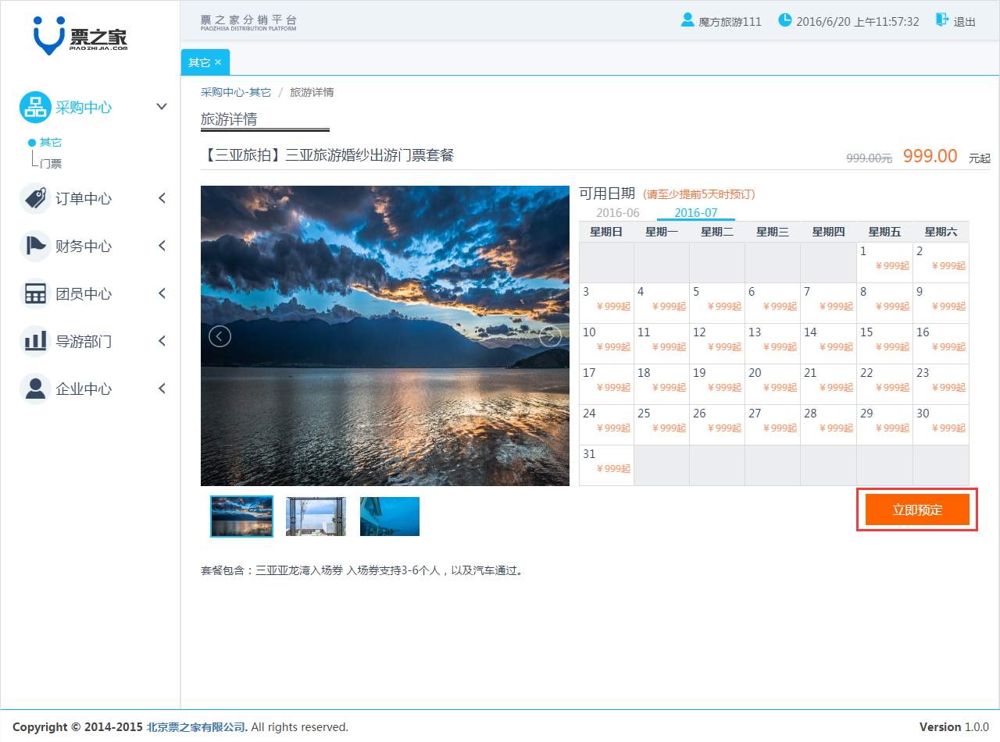 票之家
PIAOZHIJIA.COM
票之家分销平台
PIAOZHIJIA DISTRIBUTION PLATFORM
魔方旅游111
2016/6/20 上午11:57:32
退出
其它 ×
采购中心
其它
门票
订单中心
财务中心
团员中心
导游部门
企业中心
采购中心-其它 / 旅游详情
旅游详情
【三亚旅拍】三亚旅游婚纱出游门票套餐
999.00元 999.00 元起
可用日期 (请至少提前5天时预订)
2016-06 2016-07
星期日 星期一 星期二 星期三 星期四 星期五 星期六
1 2
￥999起 ￥999起
3 4 5 6 7 8 9
￥999起 ￥999起 ￥999起 ￥999起 ￥999起 ￥999起 ￥999起
10 11 12 13 14 15 16
￥999起 ￥999起 ￥999起 ￥999起 ￥999起 ￥999起 ￥999起
17 18 19 20 21 22 23
￥999起 ￥999起 ￥999起 ￥999起 ￥999起 ￥999起 ￥999起
24 25 26 27 28 29 30
￥999起 ￥999起 ￥999起 ￥999起 ￥999起 ￥999起 ￥999起
31
￥999起
立即预定
套餐包含：三亚亚龙湾入场券 入场券支持3-6个人，以及汽车通过。
Copyright © 2014-2015 北京票之家有限公司. All rights reserved.
Version 1.0.0